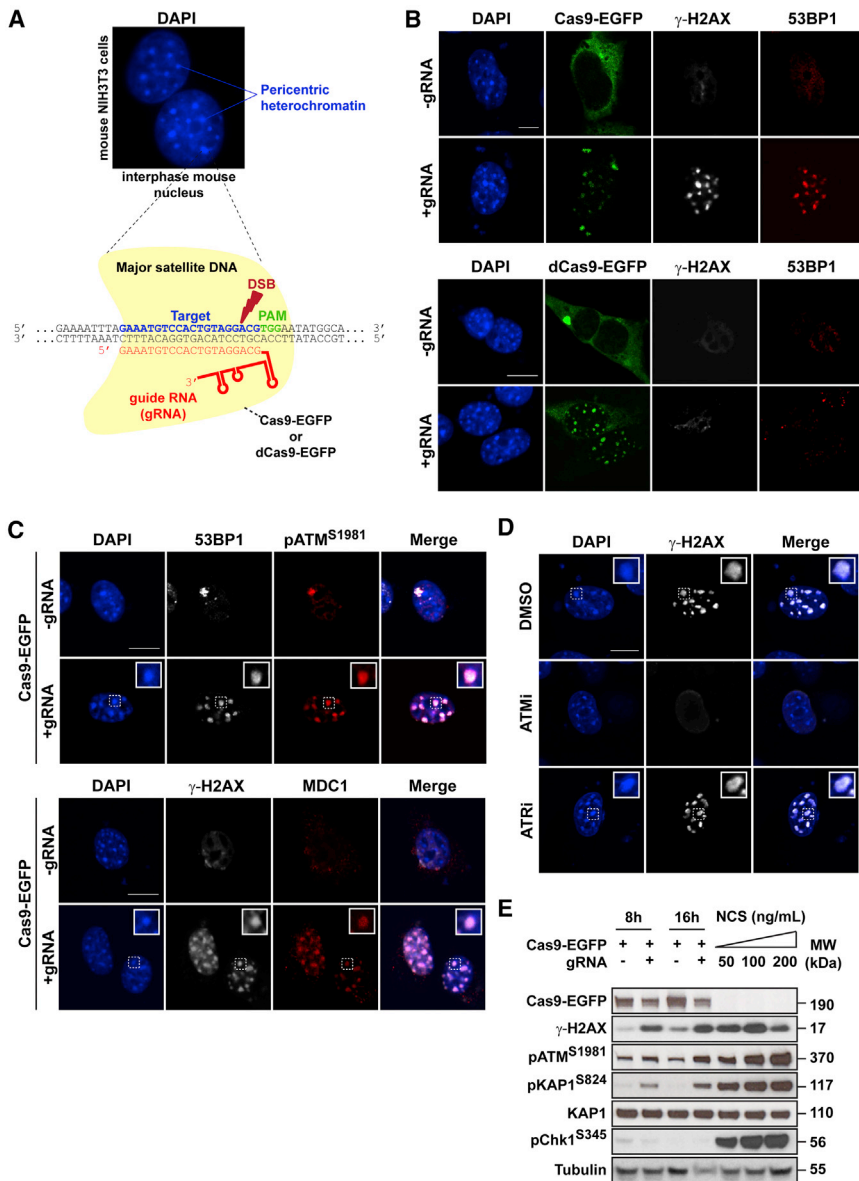 A
DAPI
mouse NIH3T3 cells
Pericentric
heterochromatin
interphase mouse
nucleus
Major satellite DNA
DSB
Target
PAM
5' ...GAAAATTTAGAAATGTCCACTGTAGGACGTGGAATATGGCA... 3'
3' ...CTTTTAAATCTTTACAGGTGACATCCTGCACCTTATACCGT... 5'
5' GAAATGTCCACTGTAGGACG
3'
guide RNA
(gRNA)
Cas9-EGFP
or
dCas9-EGFP
B
DAPI Cas9-EGFP γ-H2AX 53BP1
-gRNA
+gRNA
DAPI dCas9-EGFP γ-H2AX 53BP1
-gRNA
+gRNA
C
DAPI 53BP1 pATMS1981 Merge
Cas9-EGFP
-gRNA
+gRNA
DAPI γ-H2AX MDC1 Merge
Cas9-EGFP
-gRNA
+gRNA
D
DAPI γ-H2AX Merge
DMSO
ATMi
ATRi
E
8h 16h NCS (ng/mL)
Cas9-EGFP + + + + MW
gRNA - + - + 50 100 200 (kDa)
Cas9-EGFP 190
γ-H2AX 17
pATMS1981 370
pKAP1S824 117
KAP1 110
pChk1S345 56
Tubulin 55